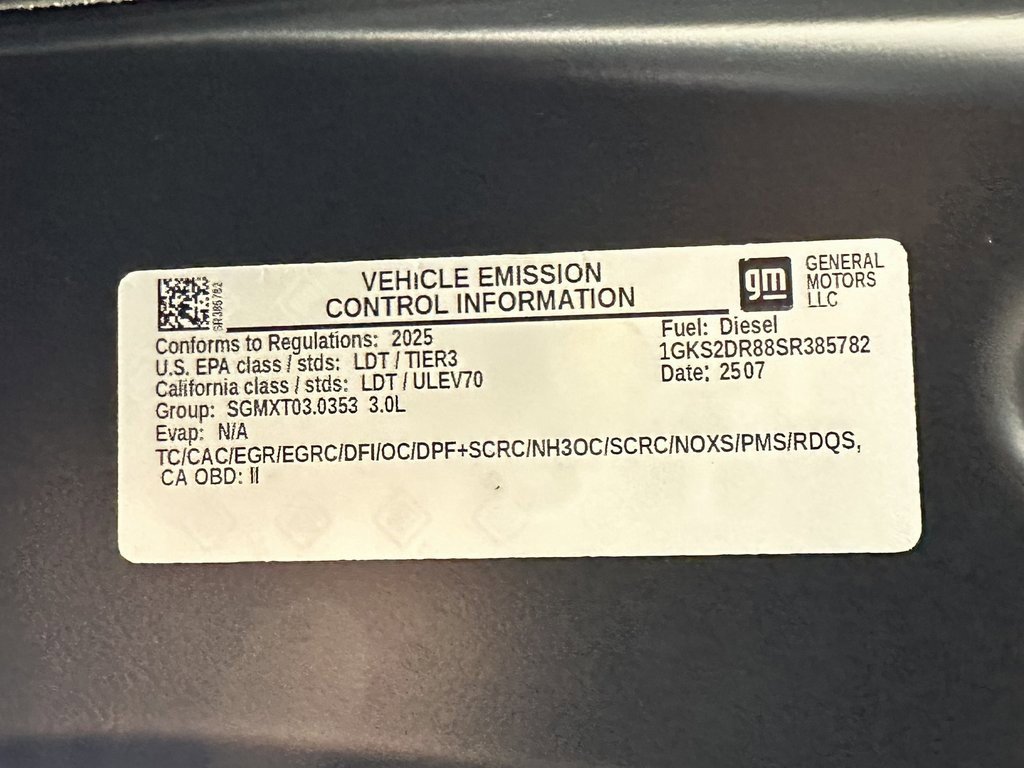 VEHICLE EMISSION
CONTROL INFORMATION
gm
GENERAL
MOTORS
LLC
SR385782
Conforms to Regulations: 2025
U.S. EPA class / stds: LDT / TIER3
California class / stds: LDT / ULEV70
Group: SGMXT03.0353 3.0L
Evap: N/A
Fuel: Diesel
1GKS2DR88SR385782
Date: 2507
TC/CAC/EGR/EGRC/DFI/OC/DPF+SCRC/NH3OC/SCRC/NOXS/PMS/RDQS,
CA OBD: II